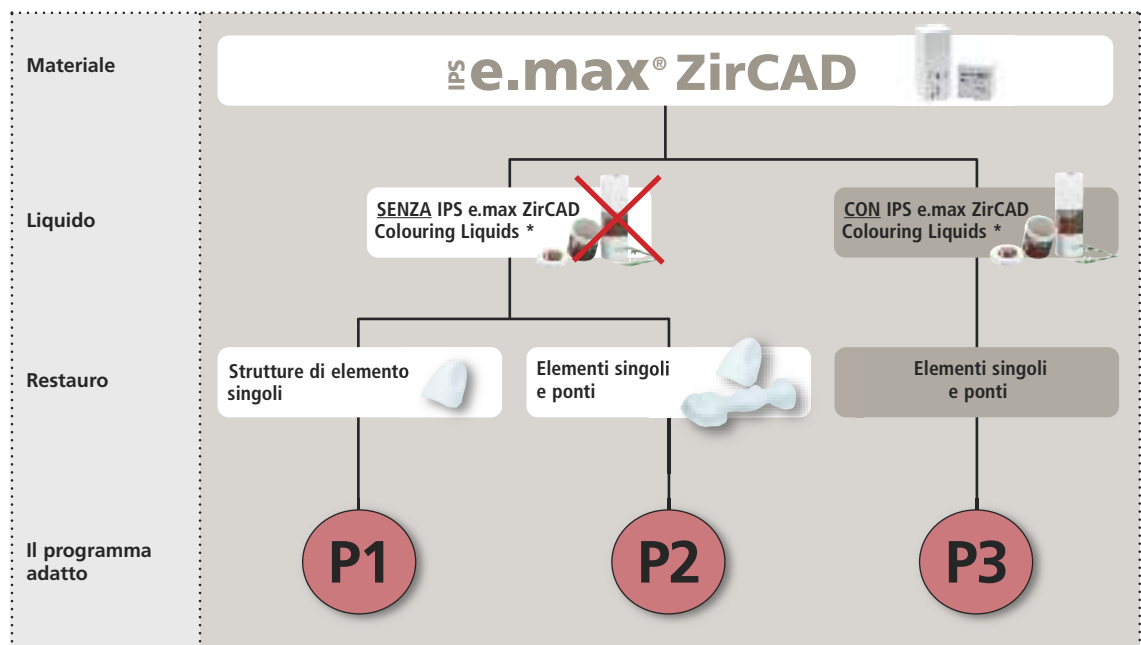 Materiale
IPS e.max® ZirCAD
Liquido
SENZA IPS e.max ZirCAD
Colouring Liquids *
CON IPS e.max ZirCAD
Colouring Liquids *
Restauro
Strutture di elemento
singoli
Elementi singoli
e ponti
Elementi singoli
e ponti
Il programma
adatto
P1
P2
P3